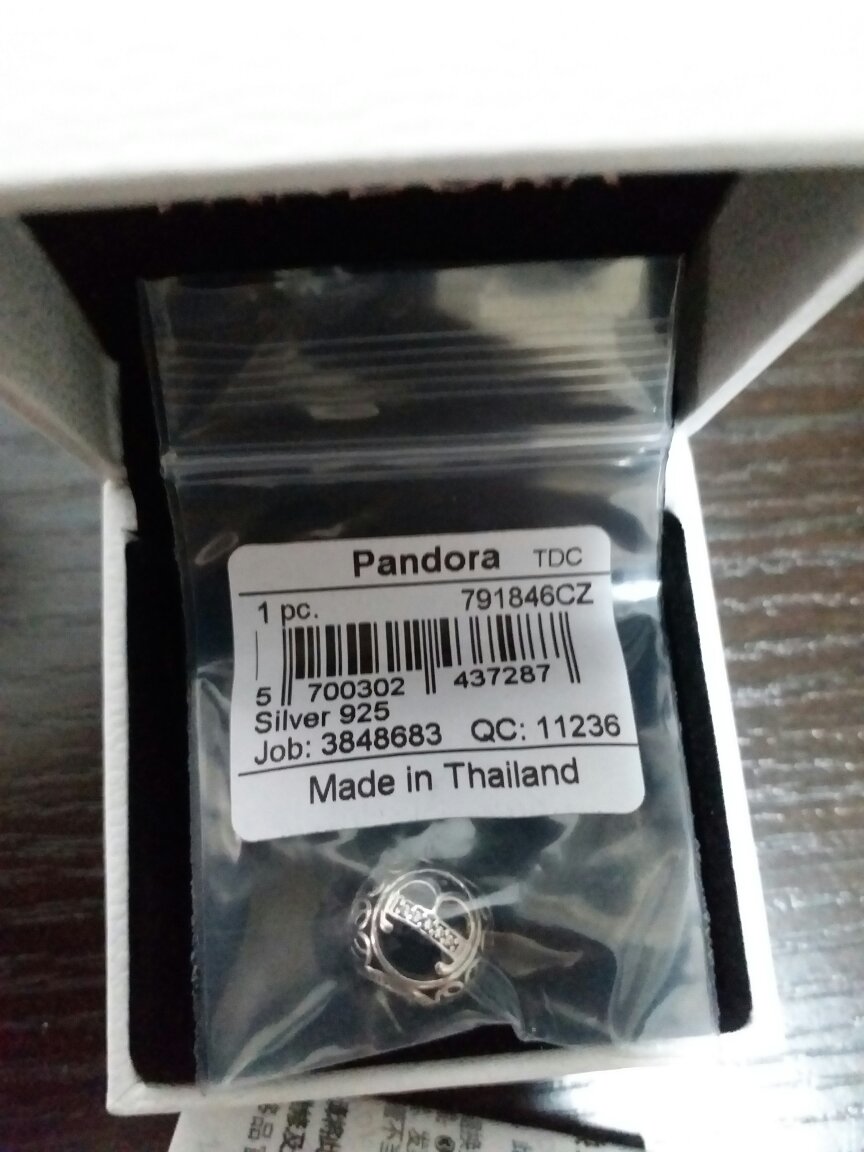 Pandora TDC
1 pc. 791846CZ
5 700302 437287
Silver 925
Job: 3848683 QC: 11236
Made in Thailand